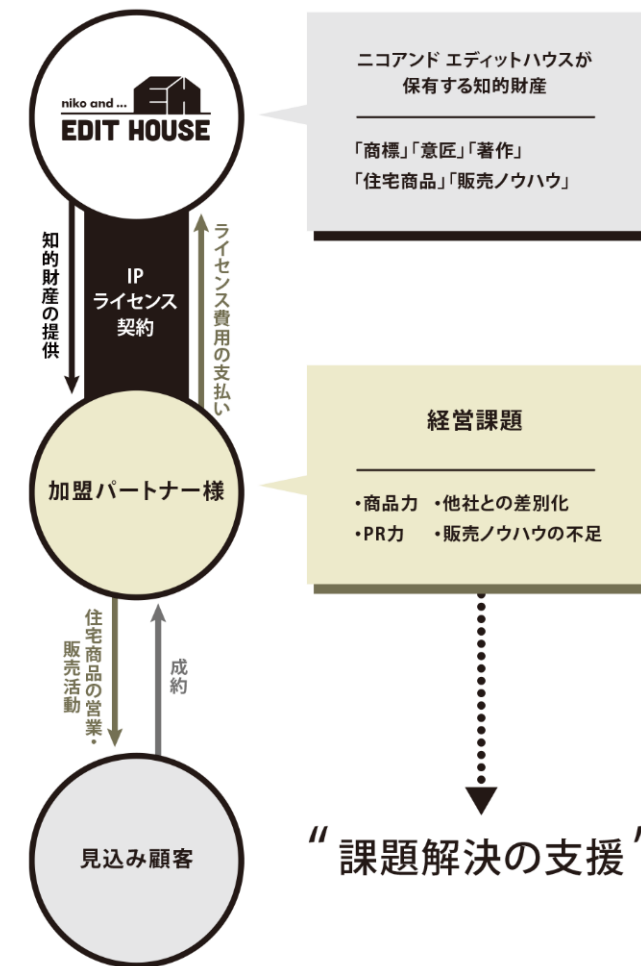 niko and ...
EH
EDIT HOUSE
ニコアンド エディットハウスが
保有する知的財産
「商標」「意匠」「著作」
「住宅商品」「販売ノウハウ」
知的財産の提供
IP
ライセンス
契約
ライセンス費用の支払い
加盟パートナー様
経営課題
・商品力 ・他社との差別化
・PR力 ・販売ノウハウの不足
住宅商品の営業・
販売活動
成約
見込み顧客
“課題解決の支援”